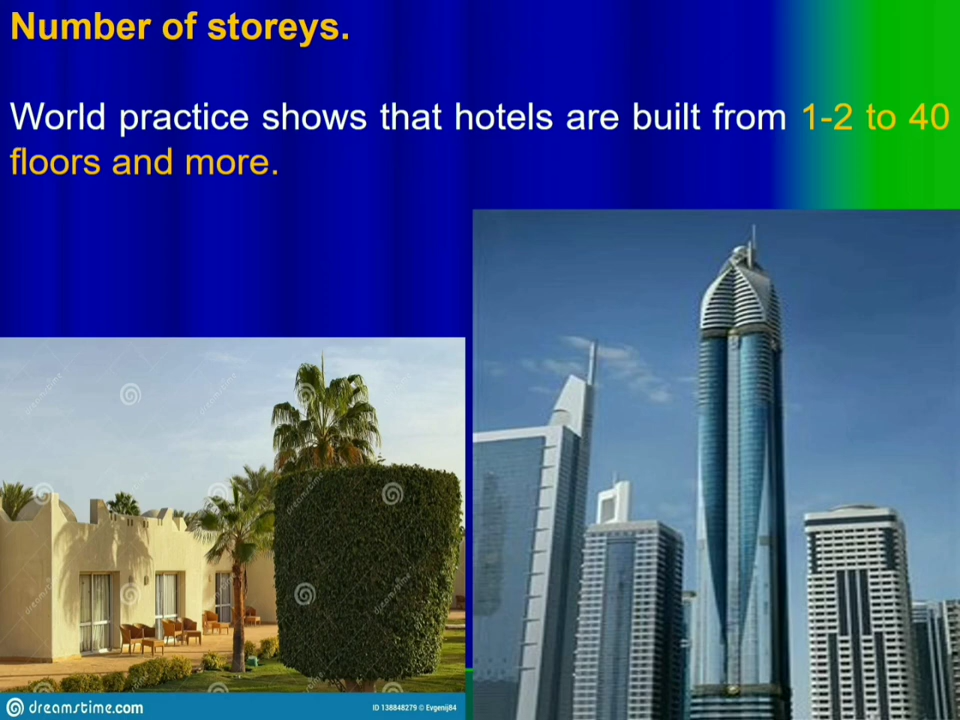 Number of storeys.
World practice shows that hotels are built from 1-2 to 40
floors and more.
dreamstime.com
ID 138848279 © Evgenij84